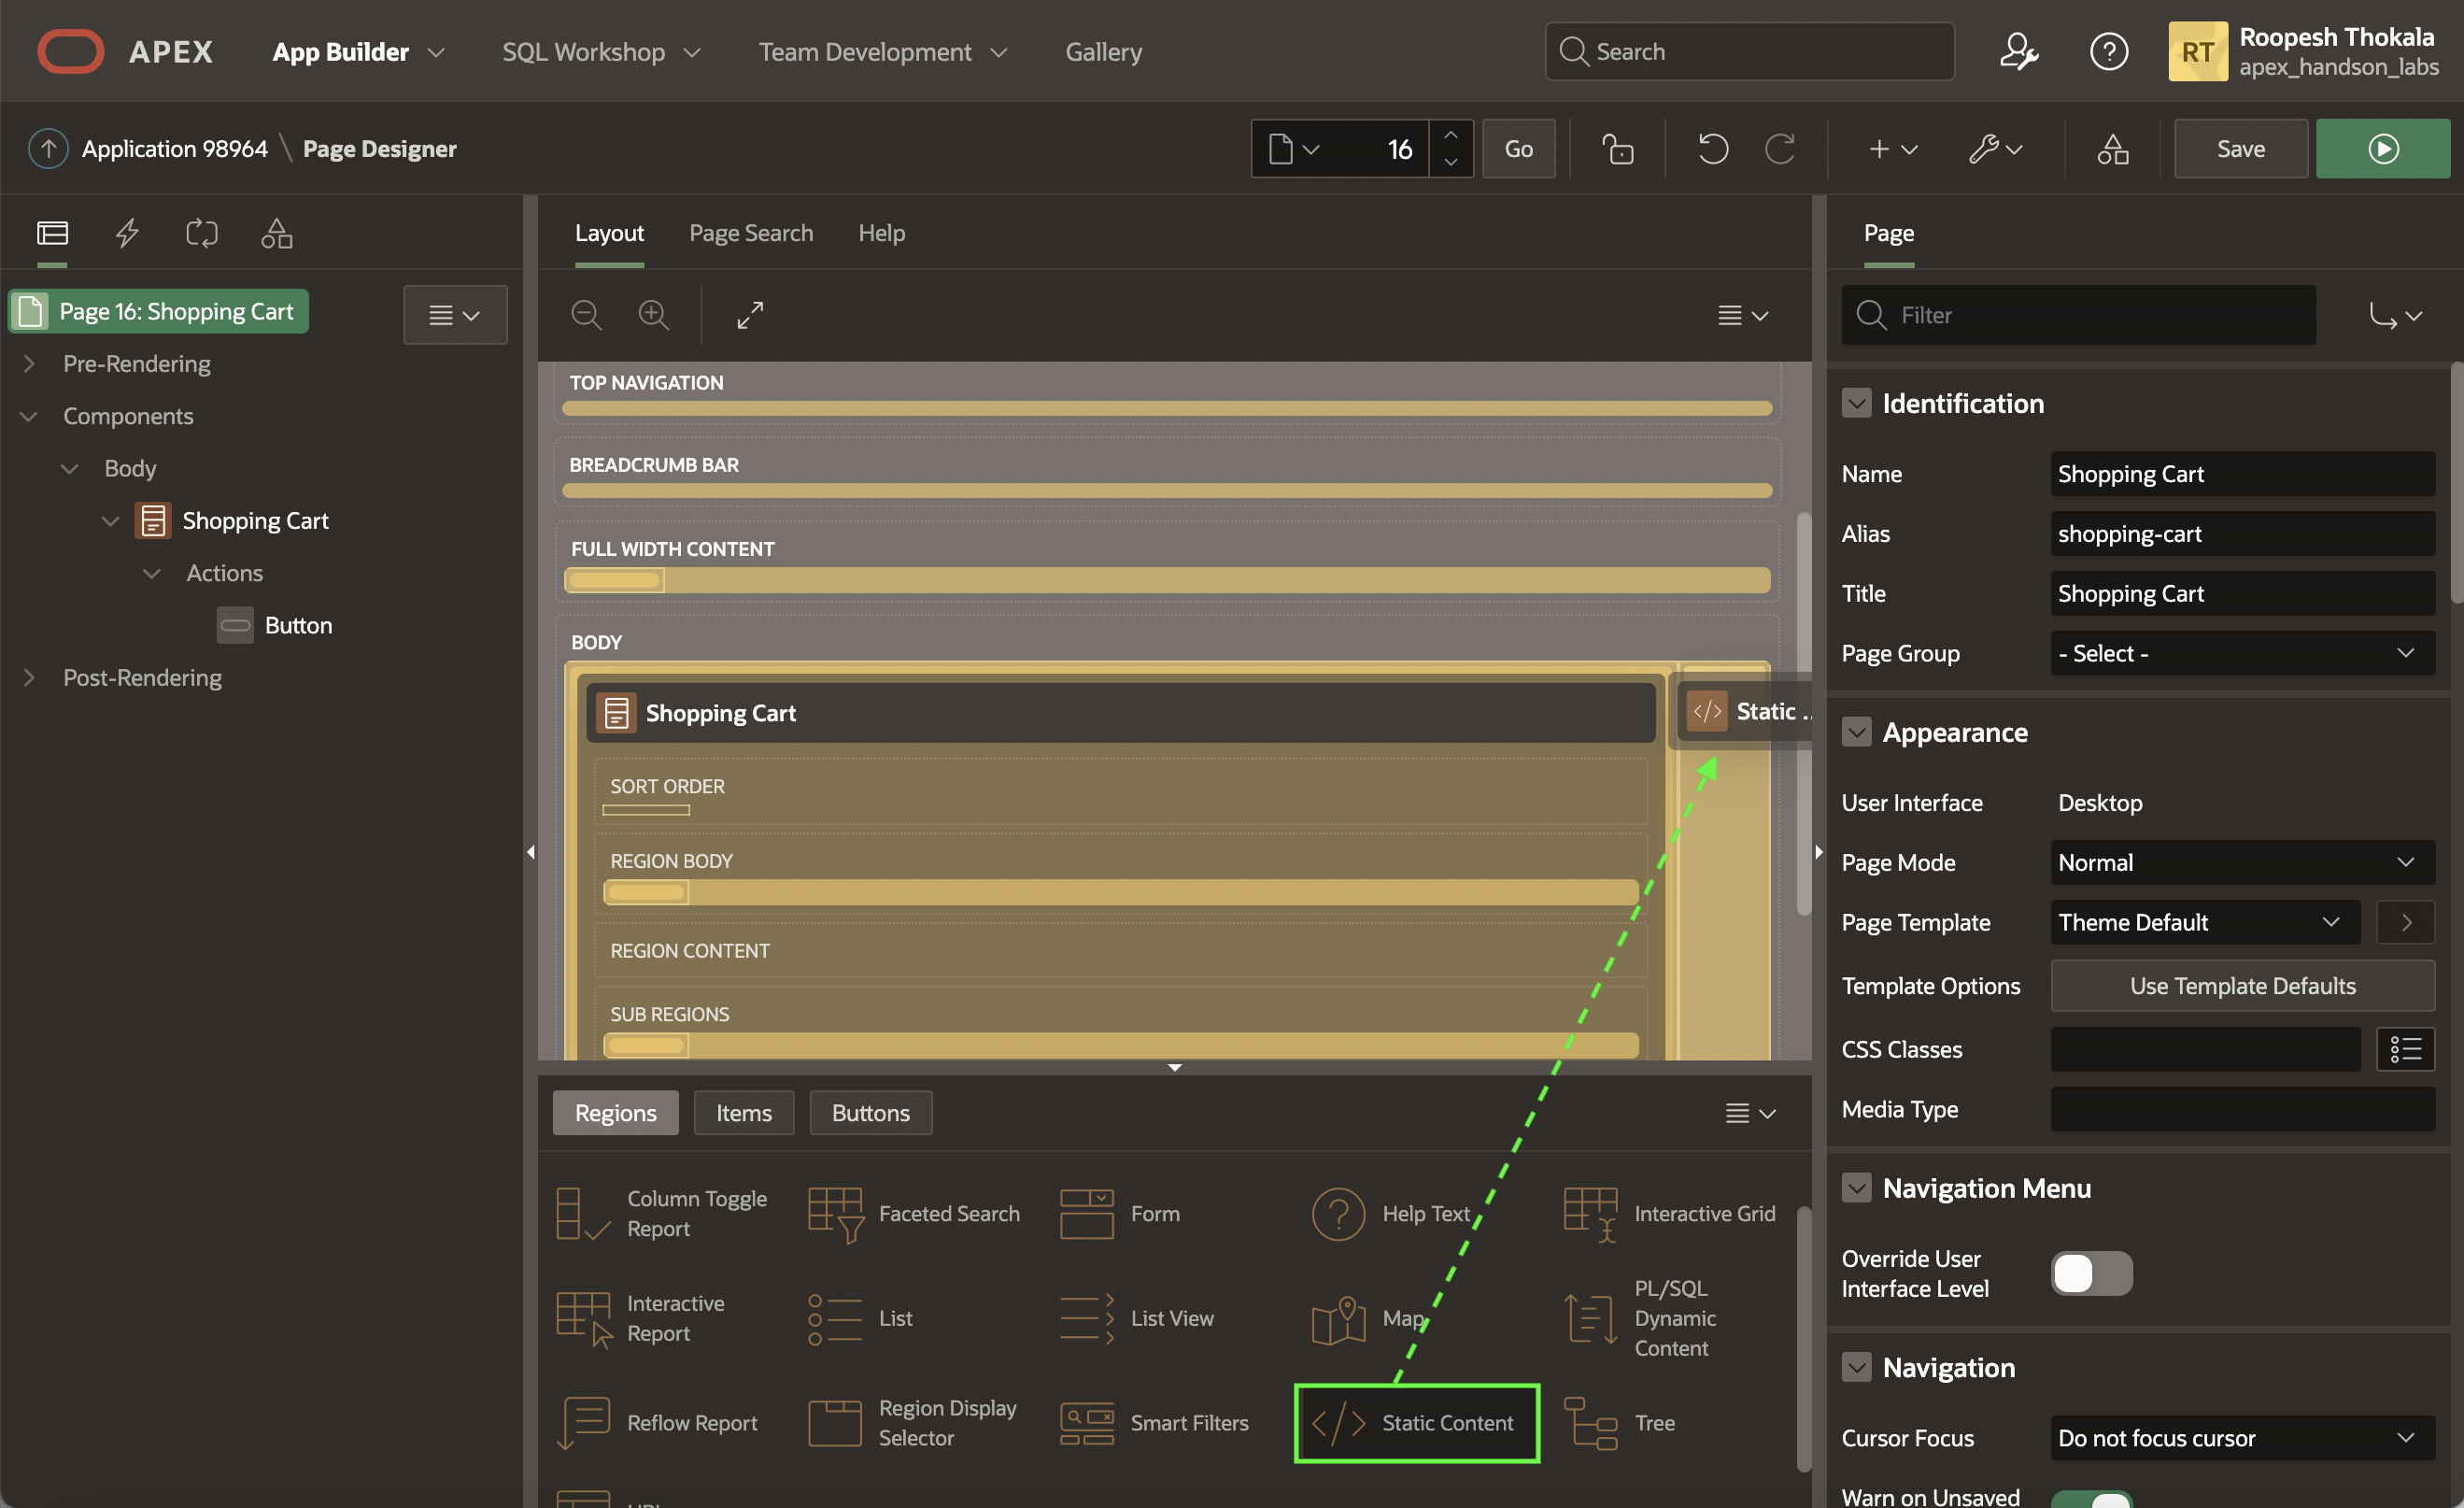 APEX
App Builder
SQL Workshop
Team Development
Gallery
Search
RT
Roopesh Thokala
apex_handson_labs
Application 98964 \ Page Designer
16
Go
Save
Page 16: Shopping Cart
Pre-Rendering
Components
Body
Shopping Cart
Actions
Button
Post-Rendering
Layout
Page Search
Help
TOP NAVIGATION
BREADCRUMB BAR
FULL WIDTH CONTENT
BODY
Shopping Cart
Static ..
SORT ORDER
REGION BODY
REGION CONTENT
SUB REGIONS
Regions
Items
Buttons
Column Toggle
Report
Faceted Search
Form
Help Text
Interactive Grid
Interactive
Report
List
List View
Map
PL/SQL
Dynamic
Content
Reflow Report
Region Display
Selector
Smart Filters
Static Content
Tree
Page
Filter
Identification
Name
Shopping Cart
Alias
shopping-cart
Title
Shopping Cart
Page Group
- Select -
Appearance
User Interface
Desktop
Page Mode
Normal
Page Template
Theme Default
Template Options
Use Template Defaults
CSS Classes
Media Type
Navigation Menu
Override User
Interface Level
Navigation
Cursor Focus
Do not focus cursor
Warn on Unsaved